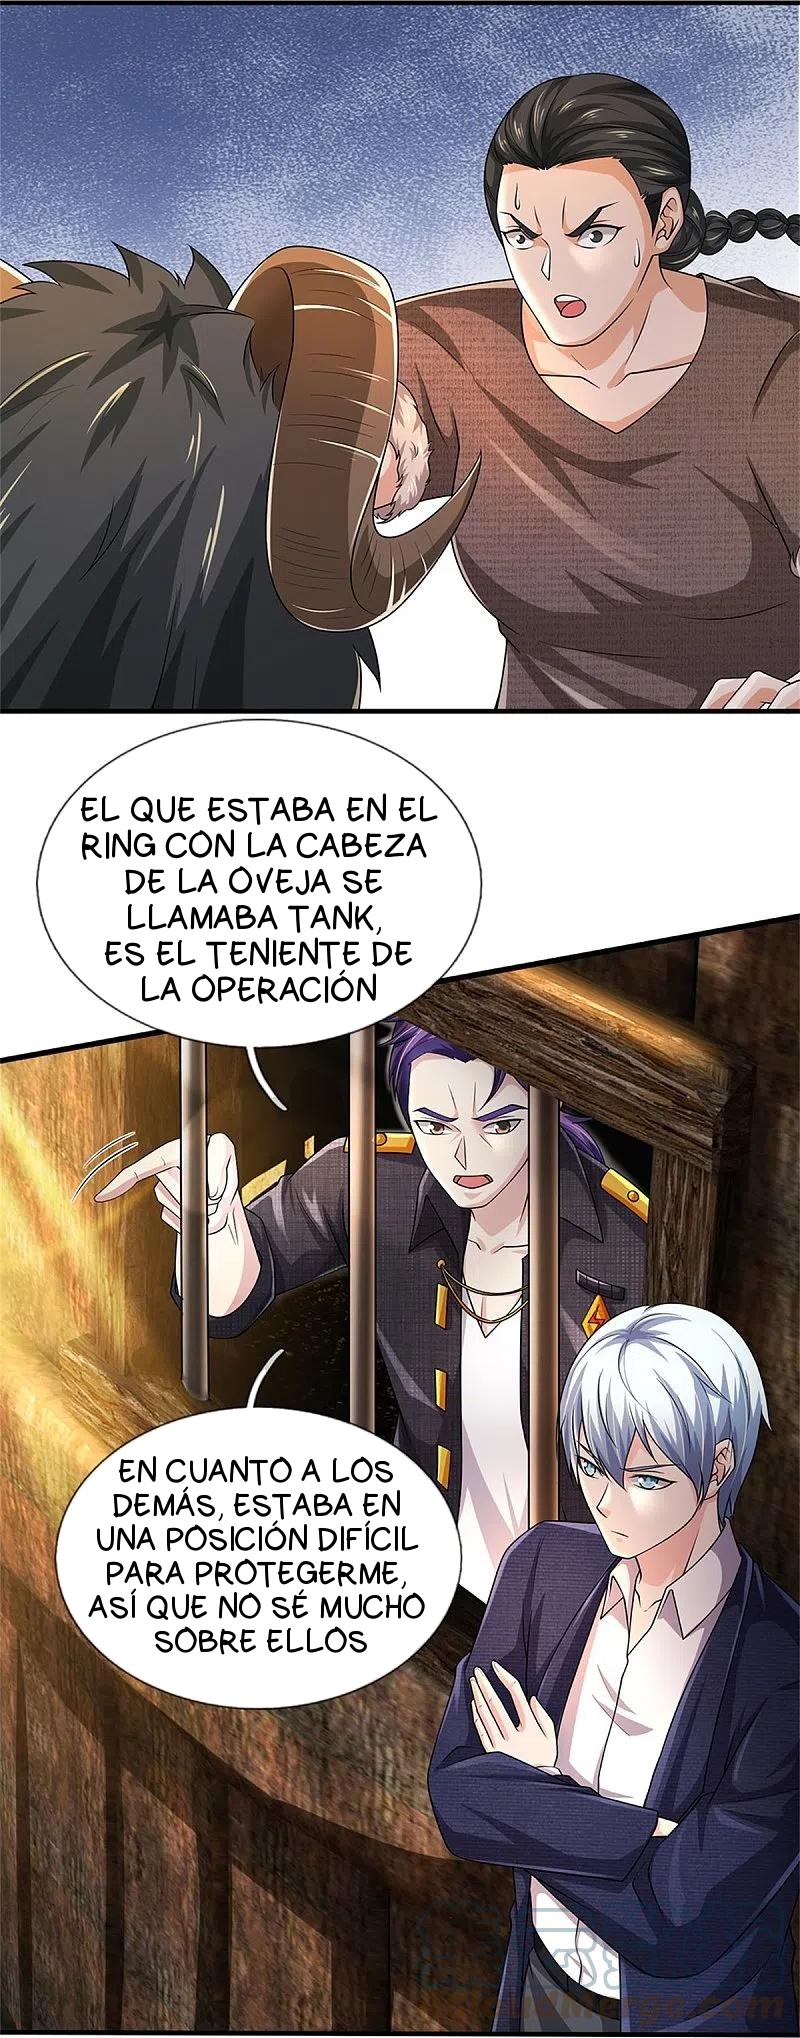 EL QUE ESTABA EN EL
RING CON LA CABEZA
DE LA OVEJA SE
LLAMABA TANK,
ES EL TENIENTE DE
LA OPERACIÓN
EN CUANTO A LOS
DEMÁS, ESTABA EN
UNA POSICIÓN DIFÍCIL
PARA PROTEGERME,
ASÍ QUE NO SÉ MUCHO
SOBRE ELLOS